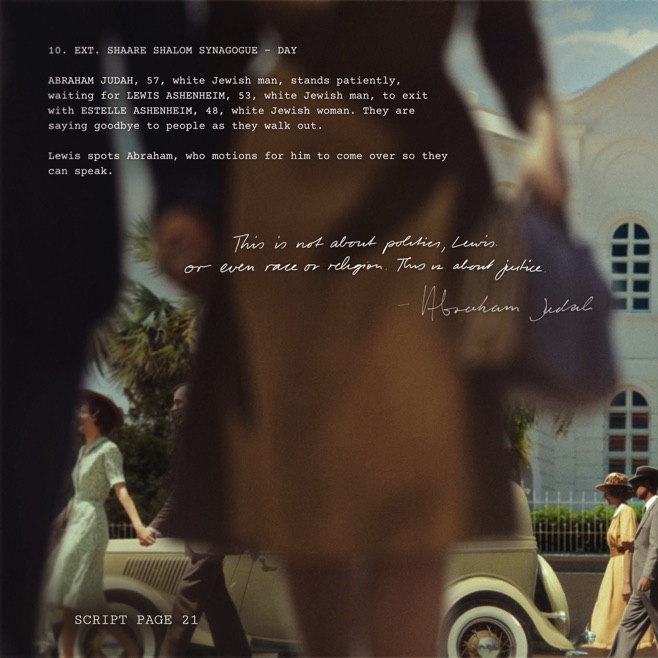 10. EXT. SHAARE SHALOM SYNAGOGUE - DAY
ABRAHAM JUDAH, 57, white Jewish man, stands patiently,
waiting for LEWIS ASHENHEIM, 53, white Jewish man, to exit
with ESTELLE ASHENHEIM, 48, white Jewish woman. They are
saying goodbye to people as they walk out.
Lewis spots Abraham, who motions for him to come over so they
can speak.
This is not about politics, Lewis.
or even race or religion. This is about justice.
- Abraham Judah
SCRIPT PAGE 21